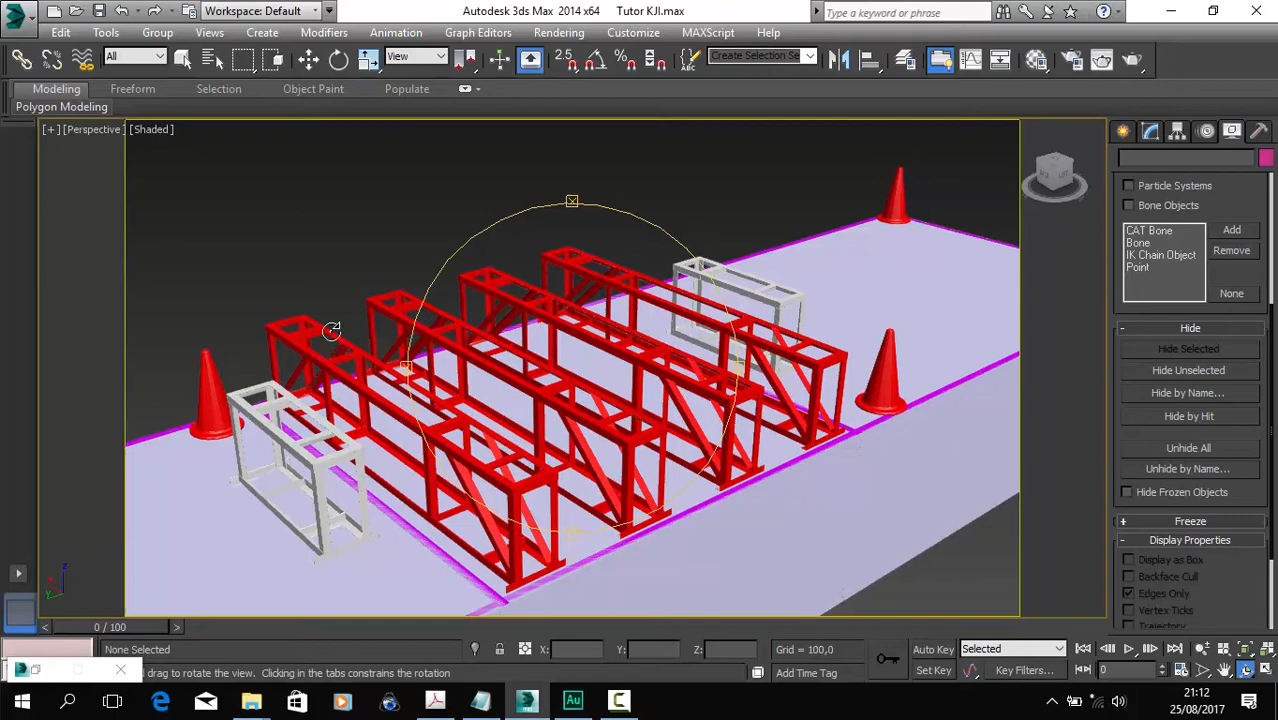 Workspace: Default
Autodesk 3ds Max 2014 x64 Tutor KJI.max
Type a keyword or phrase
Edit Tools Group Views Create Modifiers Animation Graph Editors Rendering Customize MAXScript Help
All View 2.5 Create Selection Se
Modeling Freeform Selection Object Paint Populate
Polygon Modeling
[+] [Perspective] [Shaded]
Particle Systems
Bone Objects
CAT Bone
Bone
IK Chain Object
Point
Add
Remove
None
- Hide
Hide Selected
Hide Unselected
Hide by Name...
Hide by Hit
Unhide All
Unhide by Name...
Hide Frozen Objects
+ Freeze
- Display Properties
Display as Box
Backface Cull
Edges Only
Vertex Ticks
Trajectory
z
x
y
< 0 / 100 >
None Selected X: Y: Z: Grid = 100,0 Auto Key Selected
drag to rotate the view. Clicking in the tabs constrains the rotation Add Time Tag Set Key Key Filters... 0
21:12
25/08/2017